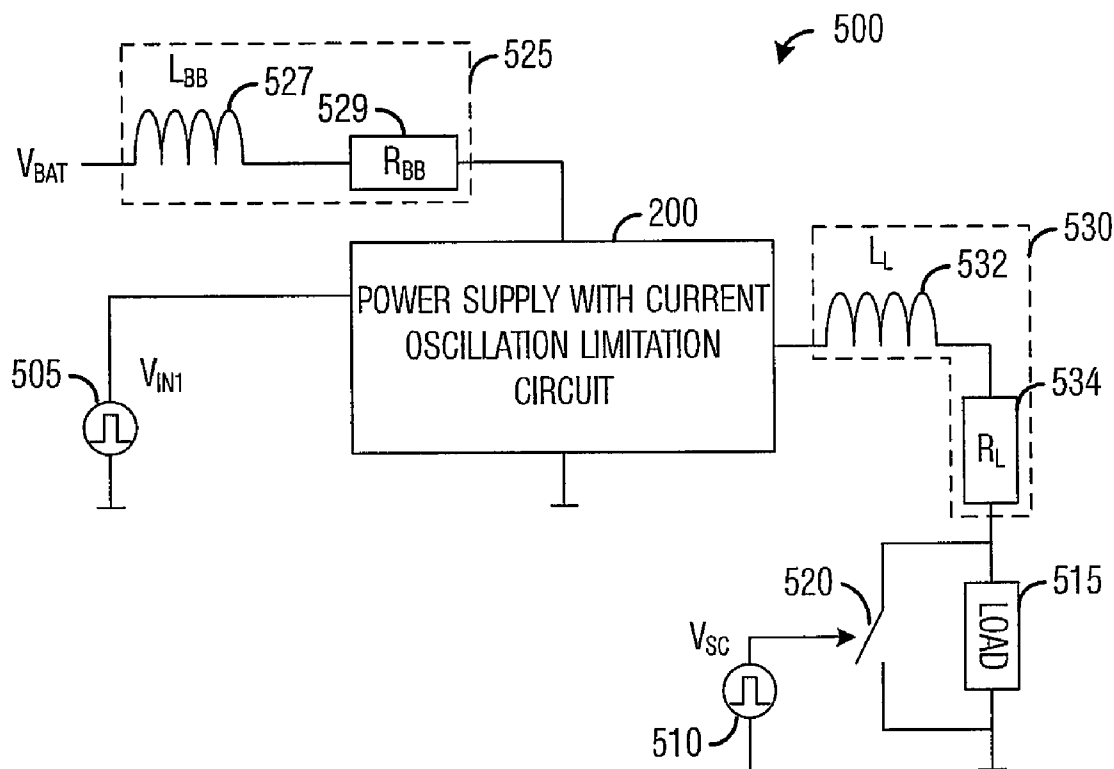 500
L_BB
527
525
529
V_BAT
R_BB
200
530
L_L
532
POWER SUPPLY WITH CURRENT
OSCILLATION LIMITATION
CIRCUIT
505
V_IN1
534
R_L
520
515
LOAD
V_SC
510